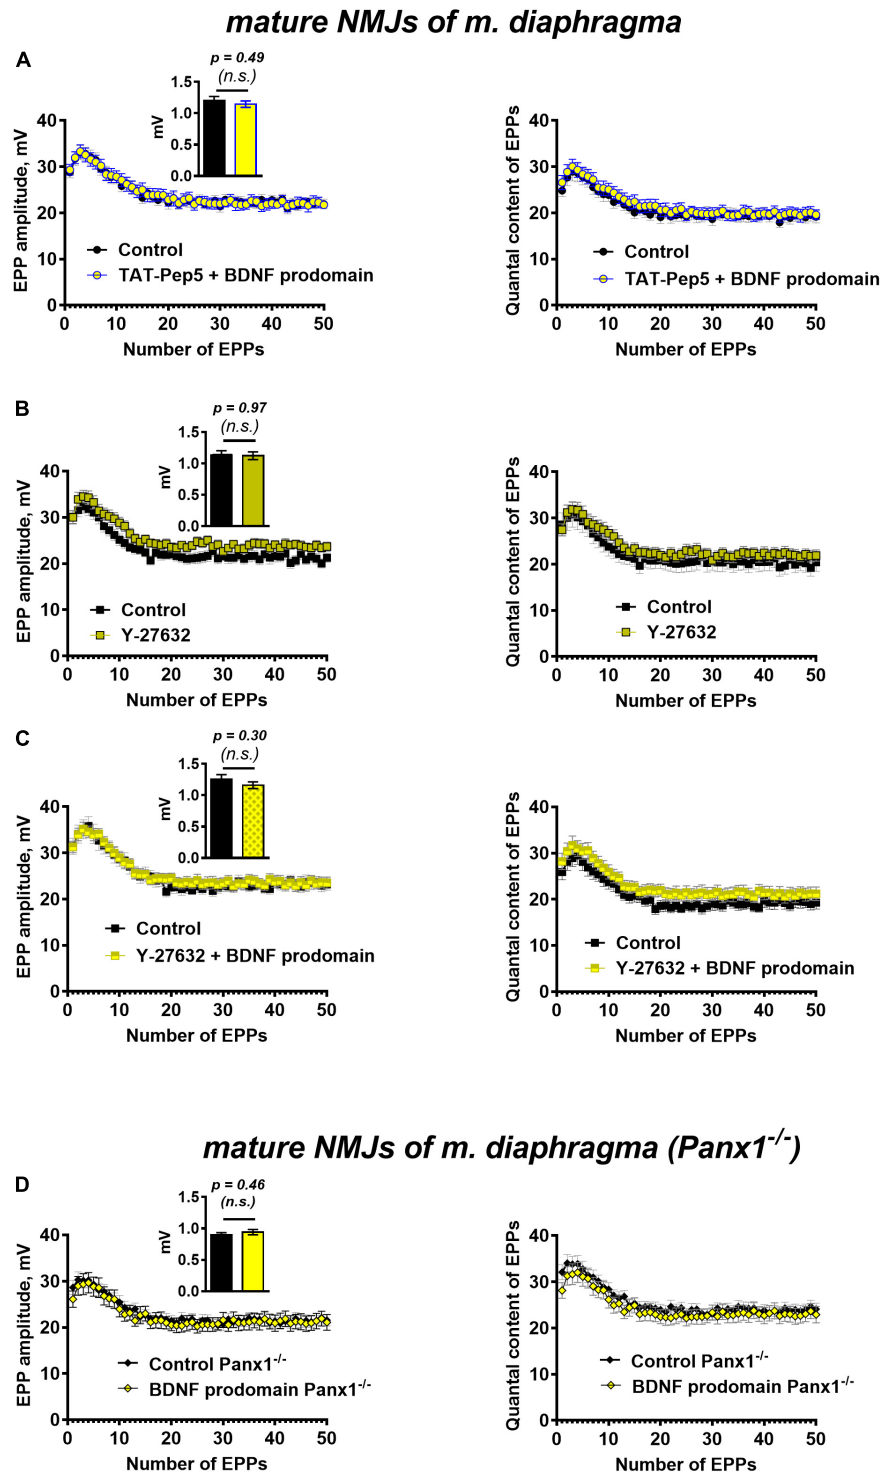 mature NMJs of m. diaphragma
A
p = 0.49
(n.s.)
1.5
1.0
0.5
0.0
mV
40
30
20
10
0
EPP amplitude, mV
Control
TAT-Pep5 + BDNF prodomain
0 10 20 30 40 50
Number of EPPs
40
30
20
10
0
Quantal content of EPPs
Control
TAT-Pep5 + BDNF prodomain
0 10 20 30 40 50
Number of EPPs
B
p = 0.97
(n.s.)
1.5
1.0
0.5
0.0
mV
40
30
20
10
0
EPP amplitude, mV
Control
Y-27632
0 10 20 30 40 50
Number of EPPs
40
30
20
10
0
Quantal content of EPPs
Control
Y-27632
0 10 20 30 40 50
Number of EPPs
C
p = 0.30
(n.s.)
1.5
1.0
0.5
0.0
mV
40
30
20
10
0
EPP amplitude, mV
Control
Y-27632 + BDNF prodomain
0 10 20 30 40 50
Number of EPPs
40
30
20
10
0
Quantal content of EPPs
Control
Y-27632 + BDNF prodomain
0 10 20 30 40 50
Number of EPPs
mature NMJs of m. diaphragma (Panx1-/-)
D
p = 0.46
(n.s.)
1.5
1.0
0.5
0.0
mV
40
30
20
10
0
EPP amplitude, mV
Control Panx1-/-
BDNF prodomain Panx1-/-
0 10 20 30 40 50
Number of EPPs
40
30
20
10
0
Quantal content of EPPs
Control Panx1-/-
BDNF prodomain Panx1-/-
0 10 20 30 40 50
Number of EPPs